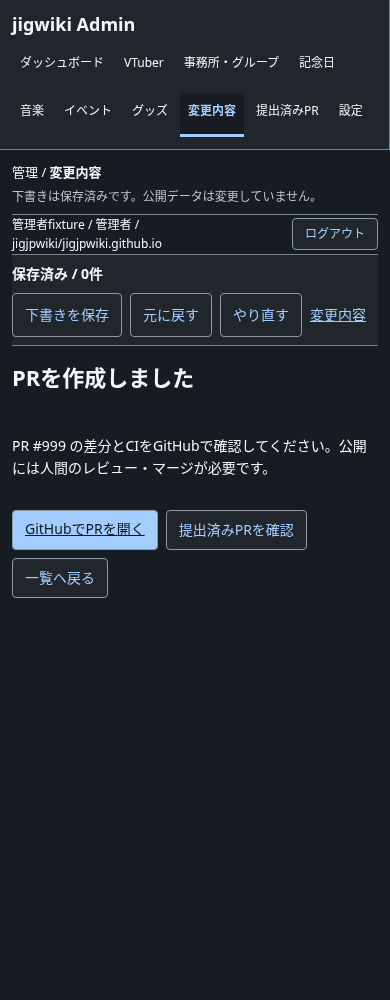 jigwiki Admin
ダッシュボード VTuber 事務所・グループ 記念日
音楽 イベント グッズ 変更内容 提出済みPR 設定
管理 / 変更内容
下書きは保存済みです。公開データは変更していません。
管理者fixture / 管理者 /
jigjpwiki/jigjpwiki.github.io
ログアウト
保存済み / 0件
下書きを保存 元に戻す やり直す 変更内容
PRを作成しました
PR #999 の差分とCIをGitHubで確認してください。公開
には人間のレビュー・マージが必要です。
GitHubでPRを開く 提出済みPRを確認
一覧へ戻る